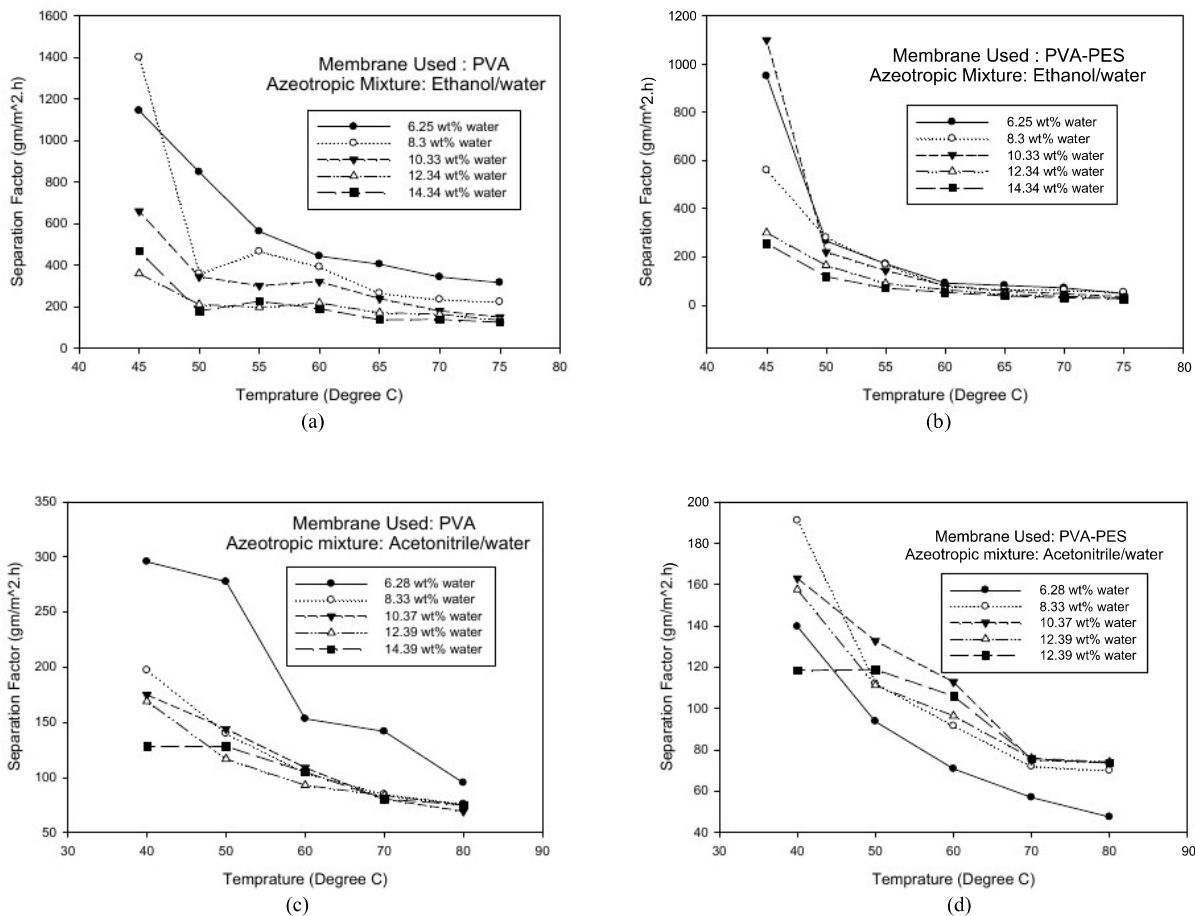 Membrane Used : PVA
Azeotropic Mixture: Ethanol/water
6.25 wt% water
8.3 wt% water
10.33 wt% water
12.34 wt% water
14.34 wt% water
Separation Factor (gm/m^2.h)
1600
1400
1200
1000
800
600
400
200
0
40 45 50 55 60 65 70 75 80
Temprature (Degree C)
(a)
Membrane Used : PVA-PES
Azeotropic Mixture: Ethanol/water
6.25 wt% water
8.3 wt% water
10.33 wt% water
12.34 wt% water
14.34 wt% water
Separation Factor (gm/m^2.h)
1200
1000
800
600
400
200
0
40 45 50 55 60 65 70 75 80
Temprature (Degree C)
(b)
Membrane Used: PVA
Azeotropic mixture: Acetonitrile/water
6.28 wt% water
8.33 wt% water
10.37 wt% water
12.39 wt% water
14.39 wt% water
Separation Factor (gm/m^2.h)
350
300
250
200
150
100
50
30 40 50 60 70 80 90
Temprature (Degree C)
(c)
Membrane Used: PVA-PES
Azeotropic mixture: Acetonitrile/water
6.28 wt% water
8.33 wt% water
10.37 wt% water
12.39 wt% water
12.39 wt% water
Separation Factor (gm/m^2.h)
200
180
160
140
120
100
80
60
40
30 40 50 60 70 80 90
Temprature (Degree C)
(d)